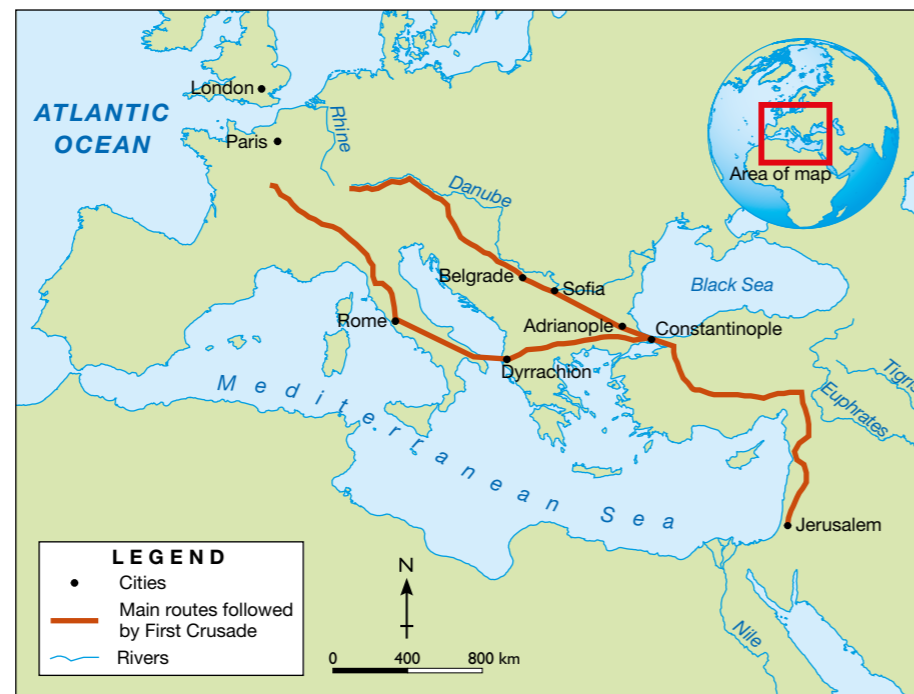 London
ATLANTIC
OCEAN
Paris
Rhine
Area of map
Danube
Belgrade
Sofia
Black Sea
Rome
Adrianople
Constantinople
Dyrrachion
Tigris
Euphrates
Mediterranean Sea
Jerusalem
LEGEND
Cities
Main routes followed
by First Crusade
Rivers
N
0 400 800 km
Nile